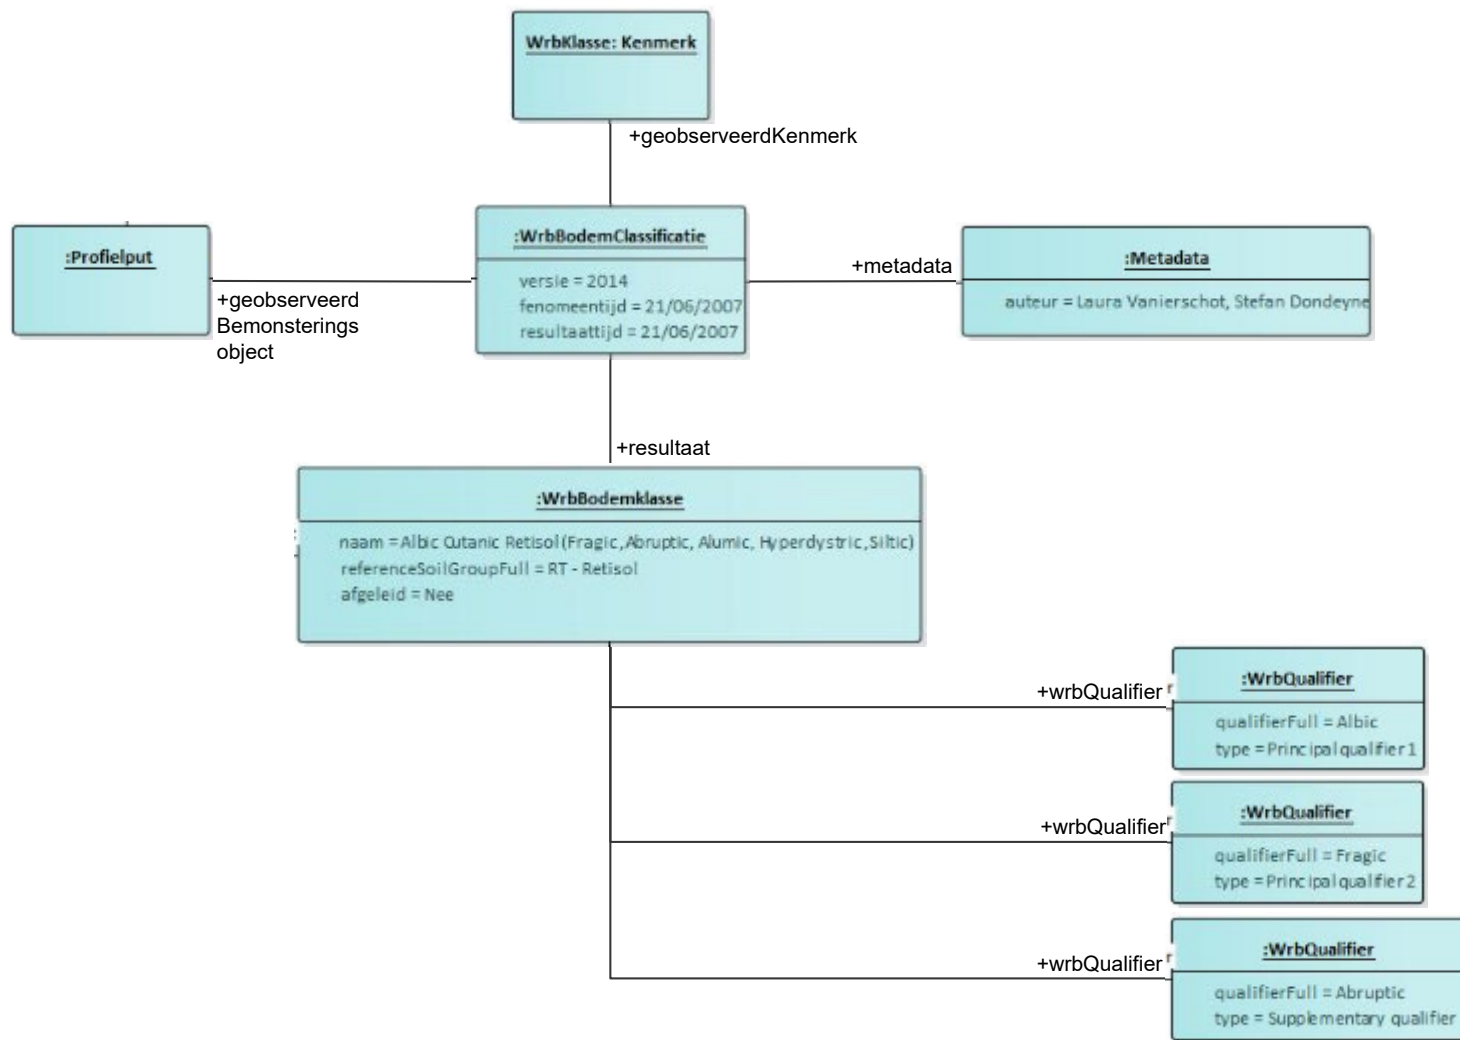 WrbKlasse: Kenmerk
+geobserveerdKenmerk
:WrbBodemClassificatie
versie = 2014
fenomeentijd = 21/06/2007
resultaattijd = 21/06/2007
:Profielput
+geobserveerd
Bemonsterings
object
+metadata
:Metadata
auteur = Laura Vanierschot, Stefan Dondeyne
+resultaat
:WrbBodemklasse
naam = Albic Cutanic Retisol (Fragic, Abruptic, Alumic, Hyperdystric, Siltic)
referenceSoilGroupFull = RT - Retisol
afgeleid = Nee
+wrbQualifier
:WrbQualifier
qualifierFull = Albic
type = Principal qualifier 1
+wrbQualifier
:WrbQualifier
qualifierFull = Fragic
type = Principal qualifier 2
+wrbQualifier
:WrbQualifier
qualifierFull = Abruptic
type = Supplementary qualifier